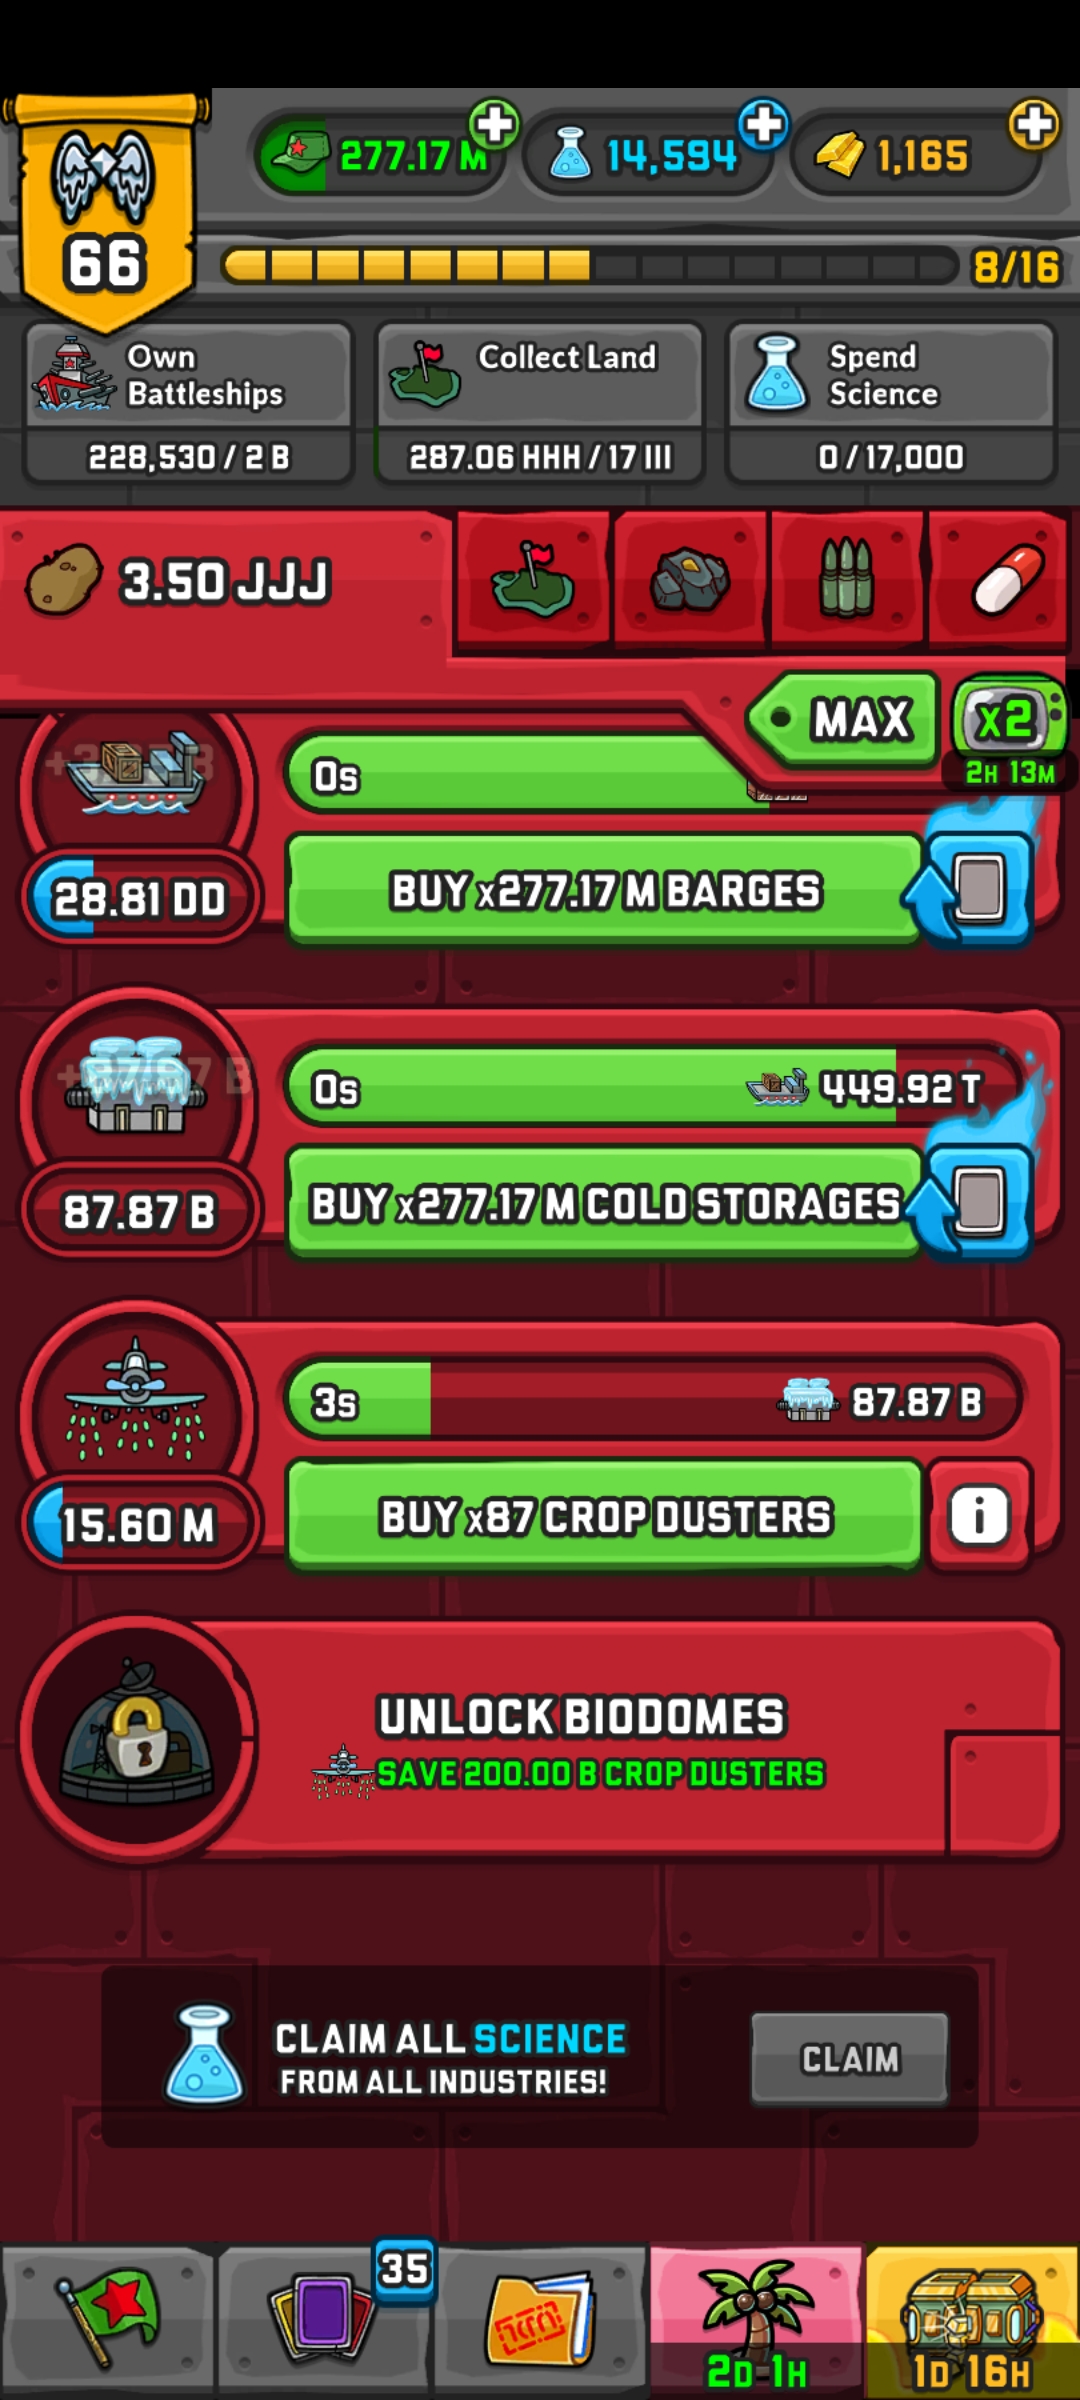 277.17 M
14,594
1,165
66
8/16
Own
Battleships
228,530 / 2 B
Collect Land
287.06 HHH / 17 III
Spend
Science
0 / 17,000
3.50 JJJ
MAX
x2
2H 13M
0s
28.81 DD
BUY x277.17 M BARGES
0s
449.92 T
87.87 B
BUY x277.17 M COLD STORAGES
3s
87.87 B
15.60 M
BUY x87 CROP DUSTERS
i
UNLOCK BIODOMES
SAVE 200.00 B CROP DUSTERS
CLAIM ALL SCIENCE
FROM ALL INDUSTRIES!
CLAIM
35
2D 1H
1D 16H